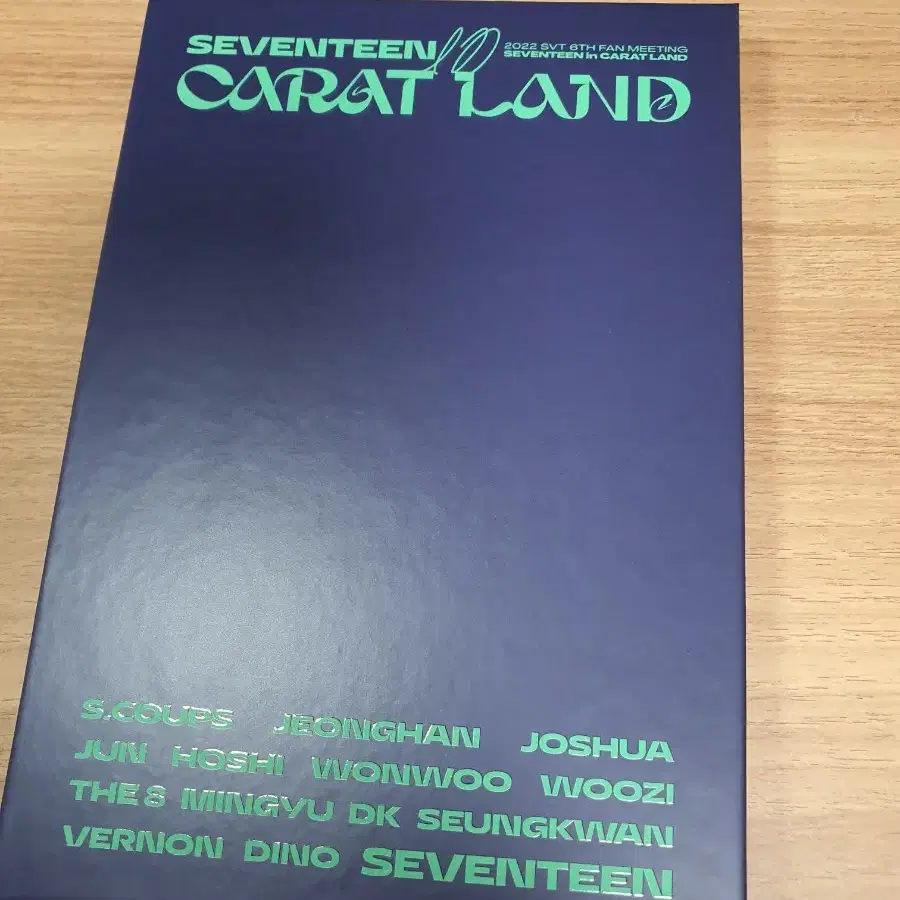 SEVENTEEN
2022 SVT 6TH FAN MEETING
SEVENTEEN in CARAT LAND
CARAT LAND
S.COUPS JEONGHAN JOSHUA
JUN HOSHI WONWOO WOOZI
THE 8 MINGYU DK SEUNGKWAN
VERNON DINO SEVENTEEN